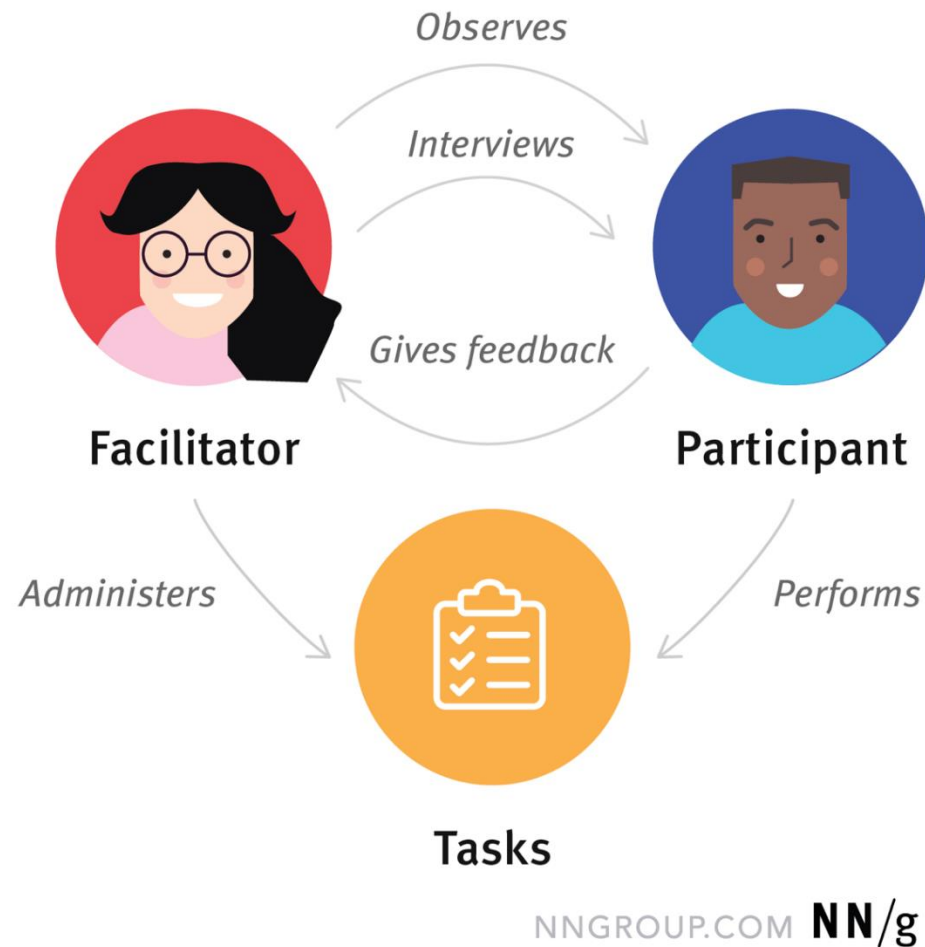 Observes
Interviews
Gives feedback
Facilitator
Participant
Administers
Performs
Tasks
NNGROUP.COM NN/g